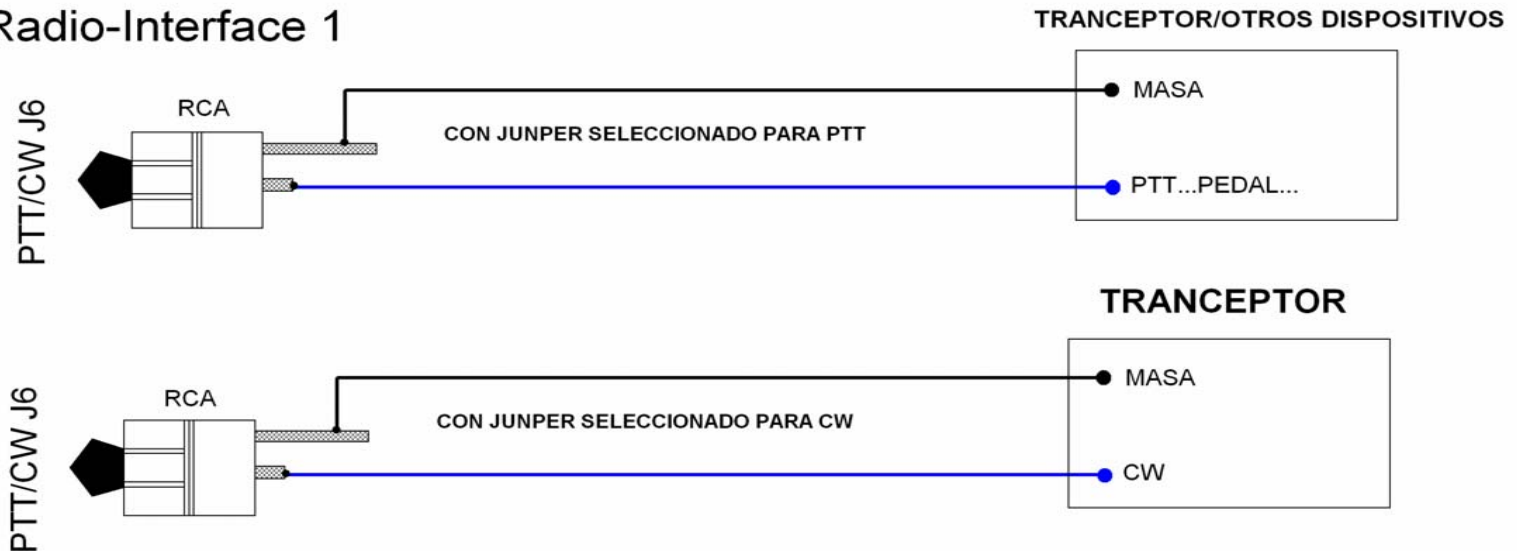 Radio-Interface 1
TRANCEPTOR/OTROS DISPOSITIVOS
PTT/CW J6
RCA
CON JUNPER SELECCIONADO PARA PTT
MASA
PTT...PEDAL...
TRANCEPTOR
PTT/CW J6
RCA
CON JUNPER SELECCIONADO PARA CW
MASA
CW